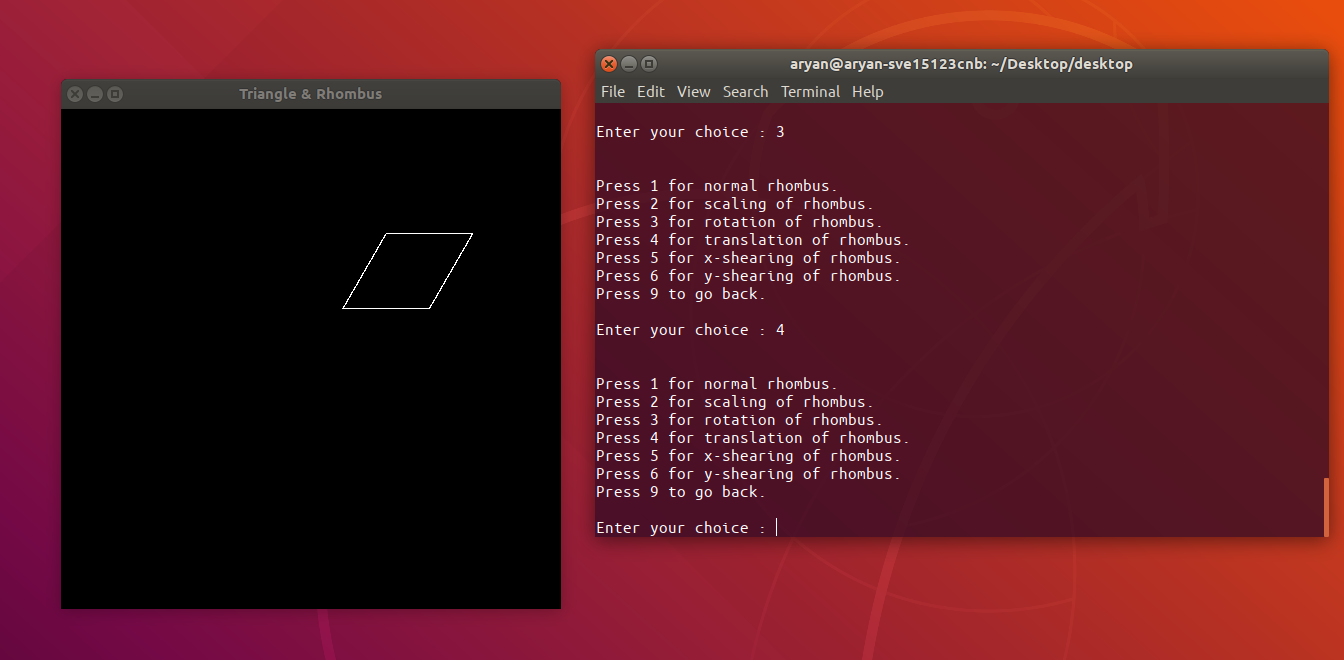 Triangle & Rhombus
aryan@aryan-sve15123cnb: ~/Desktop/desktop
File Edit View Search Terminal Help
Enter your choice : 3
Press 1 for normal rhombus.
Press 2 for scaling of rhombus.
Press 3 for rotation of rhombus.
Press 4 for translation of rhombus.
Press 5 for x-shearing of rhombus.
Press 6 for y-shearing of rhombus.
Press 9 to go back.
Enter your choice : 4
Press 1 for normal rhombus.
Press 2 for scaling of rhombus.
Press 3 for rotation of rhombus.
Press 4 for translation of rhombus.
Press 5 for x-shearing of rhombus.
Press 6 for y-shearing of rhombus.
Press 9 to go back.
Enter your choice :